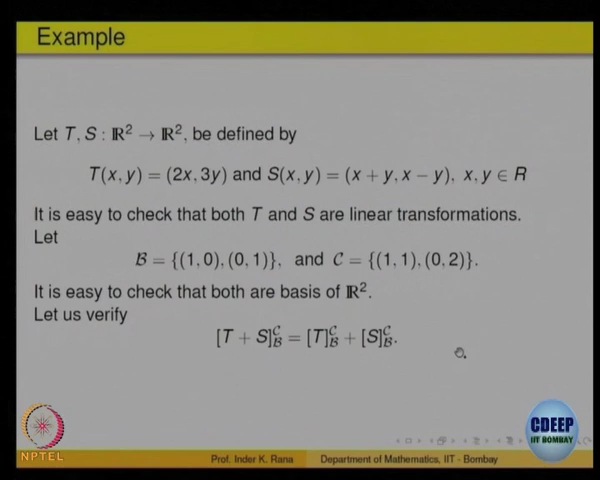 Example
Let T, S : ℝ² → ℝ², be defined by
T(x, y) = (2x, 3y) and S(x, y) = (x + y, x − y), x, y ∈ R
It is easy to check that both T and S are linear transformations.
Let
ℬ = {(1, 0), (0, 1)}, and 𝒞 = {(1, 1), (0, 2)}.
It is easy to check that both are basis of ℝ².
Let us verify
[T + S]_ℬ^𝒞 = [T]_ℬ^𝒞 + [S]_ℬ^𝒞.
NPTEL
CDEEP
IIT BOMBAY
Prof. Inder K. Rana Department of Mathematics, IIT - Bombay